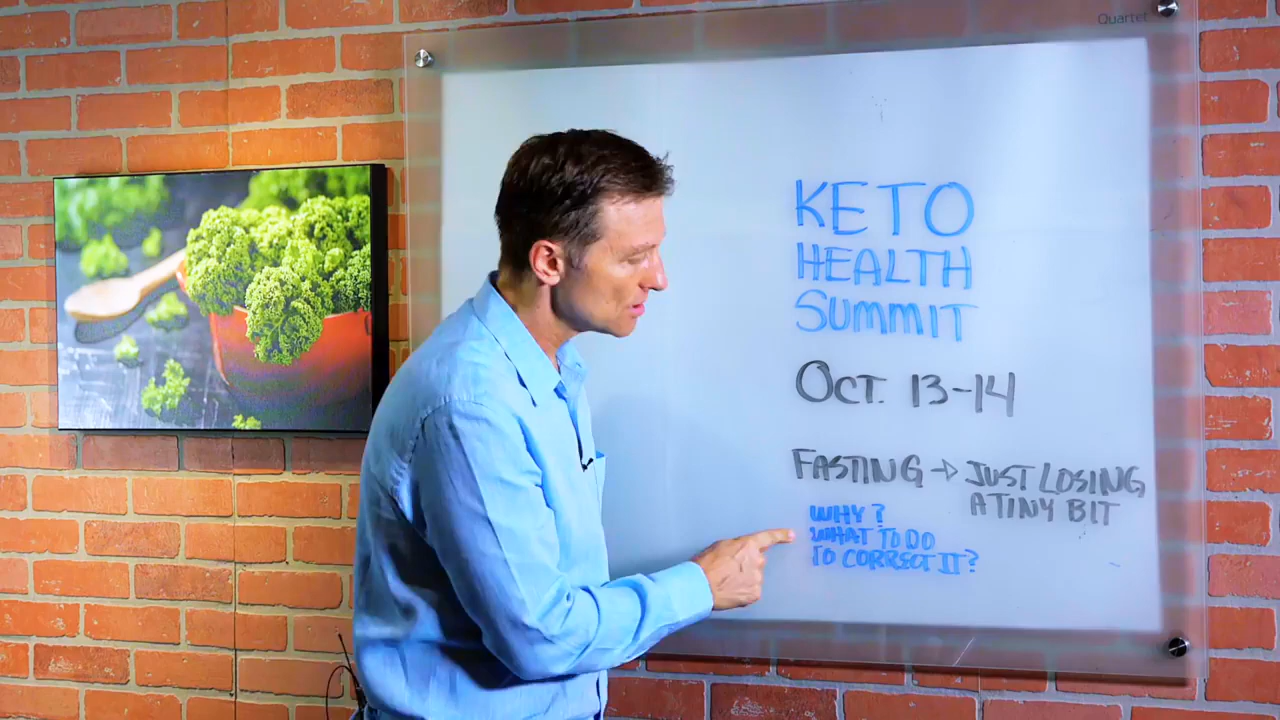 Quartet
KETO
HEALTH
SUMMIT
OCT. 13-14
FASTING → JUST LOSING
A TINY BIT
WHY?
WHAT TO DO
TO CORRECT IT?